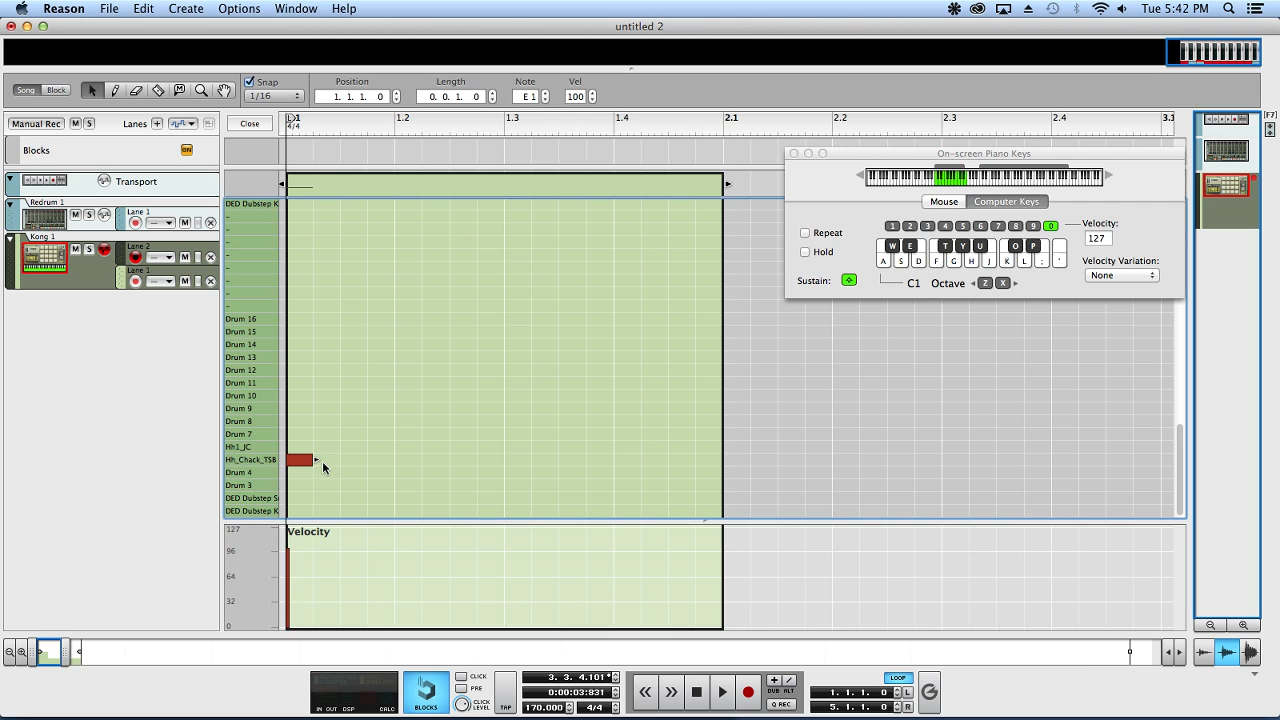 Reason File Edit Create Options Window Help Tue 5:42 PM
untitled 2
Song Block Snap 1/16 Position 1. 1. 1. 0 Length 0. 0. 1. 0 Note E 1 Vel 100
Manual Rec M S Lanes + Close 1 4/4 1.2 1.3 1.4 2.1 2.2 2.3 2.4 3.1 [F7]
Blocks ON
Transport
Redrum 1
M S Lane 1
M
Kong 1
M S Lane 2
M
Lane 1
M
On-screen Piano Keys
Mouse Computer Keys
Repeat
Hold
1 2 3 4 5 6 7 8 9 0
W E T Y U O P
A S D F G H J K L ; '
Velocity:
127
Velocity Variation:
None
Sustain: C1 Octave Z X
DED Dubstep K
Drum 16
Drum 15
Drum 14
Drum 13
Drum 12
Drum 11
Drum 10
Drum 9
Drum 8
Drum 7
Hh1_JC
Hh_Chack_TSB
Drum 4
Drum 3
DED Dubstep S
DED Dubstep K
Velocity
127
96
64
32
0
IN OUT DSP CALC
BLOCKS
CLICK
PRE
CLICK LEVEL
TAP
3. 3. 4.101*
0:00:03:831
170.000 4/4
DUB ALT
Q REC
LOOP
1. 1. 1. 0 L
5. 1. 1. 0 R